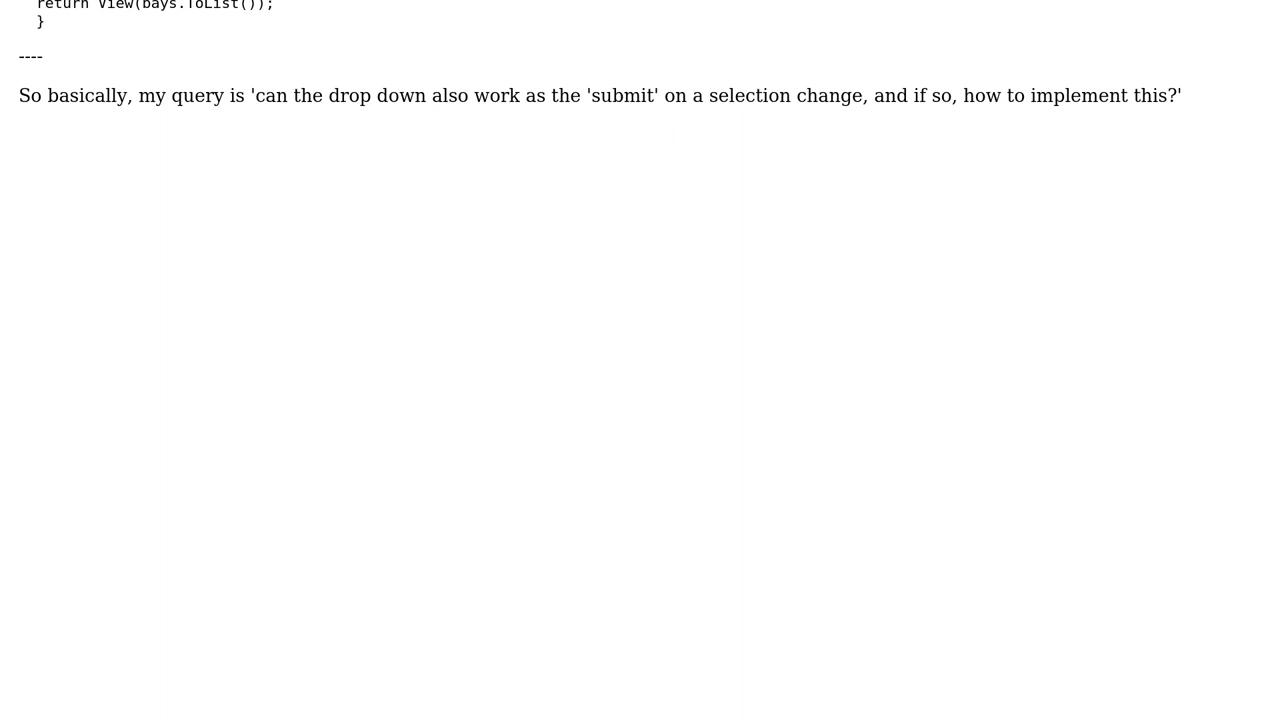 return View(bays.ToList());
}
----
So basically, my query is 'can the drop down also work as the 'submit' on a selection change, and if so, how to implement this?'